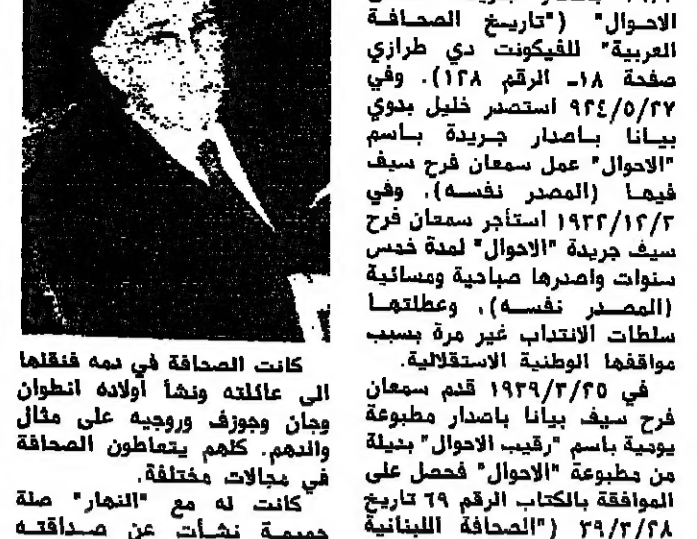 الاحوال" ("تاريخ الصحافة
العربية" للفيكونت دي طرازي
صفحة ١٨ـ الرقم ١٢٨). وفي
٩٢٤/٥/٢٧ استصدر خليل بدوي
بيانا باصدار جريدة باسم
"الاحوال" عمل سمعان فرح سيف
فيها (المصدر نفسه). وفي
١٩٣٢/١٢/٢ استأجر سمعان فرح
سيف جريدة "الاحوال" لمدة خمس
سنوات واصدرها صباحية ومسائية
(المصدر نفسه)، وعطلتها
سلطات الانتداب غير مرة بسبب
مواقفها الوطنية الاستقلالية.
في ١٩٣٩/٣/٢٥ قدم سمعان
فرح سيف بيانا باصدار مطبوعة
يومية باسم "رقيب الاحوال" بديلة
من مطبوعة "الاحوال" فحصل على
الموافقة بالكتاب الرقم ٦٩ تاريخ
٣٩/٣/٢٨ ("الصحافة اللبنانية
كانت الصحافة في دمه فنقلها
الى عائلته ونشأ أولاده انطوان
وجان وجوزف وروجيه على مثال
والدهم. كلهم يتعاطون الصحافة
في مجالات مختلفة.
كانت له مع "النهار" صلة
حميمة نشأت عن صداقته